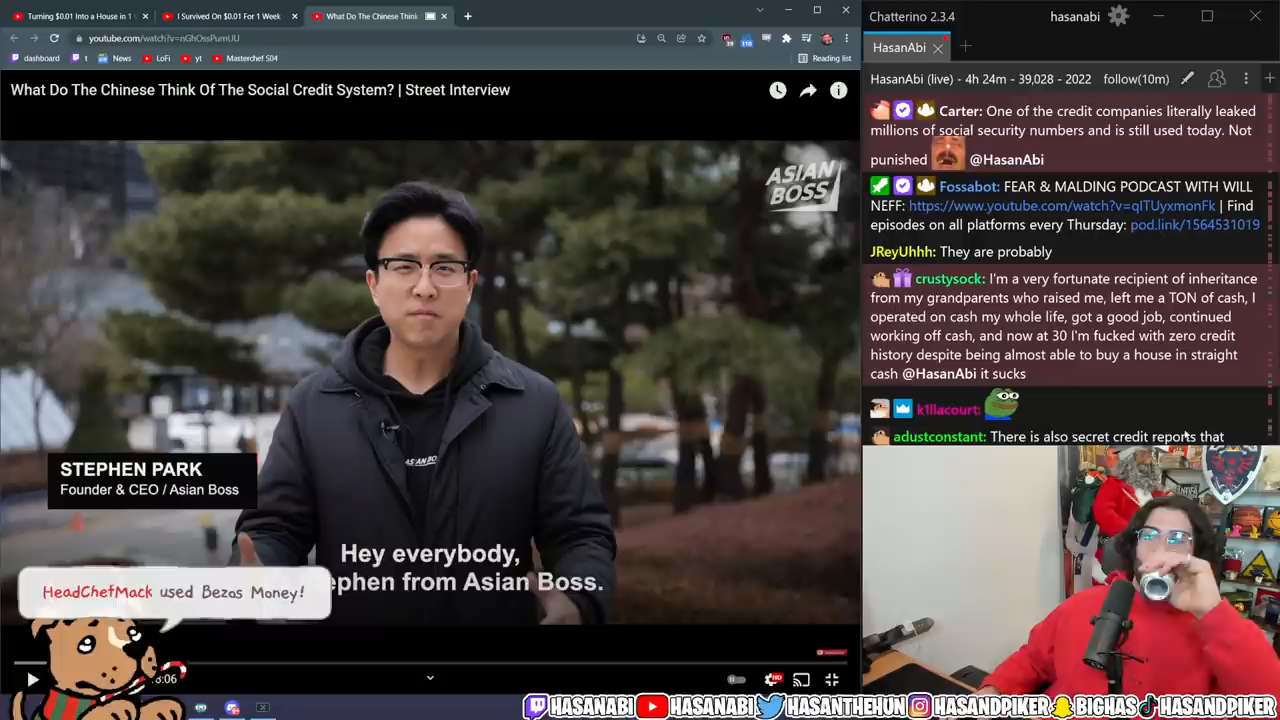 Turning $0.01 Into a House in 1
I Survived On $0.01 For 1 Week
What Do The Chinese Think
youtube.com/watch?v=nGhOssPumUU
39
310
dashboard
t
News
LoFi
yt
Masterchef S04
Reading list
What Do The Chinese Think Of The Social Credit System? | Street Interview
ASIAN
BOSS
STEPHEN PARK
Founder & CEO / Asian Boss
ASIAN BO
Hey everybody,
ephen from Asian Boss.
HeadChefMack used Bezos Money!
:06
HD
Chatterino 2.3.4
hasanabi
HasanAbi
HasanAbi (live) - 4h 24m - 39,028 - 2022
follow(10m)
Carter: One of the credit companies literally leaked
millions of social security numbers and is still used today. Not
punished @HasanAbi
Fossabot: FEAR & MALDING PODCAST WITH WILL
NEFF: https://www.youtube.com/watch?v=qITUyxmonFk | Find
episodes on all platforms every Thursday: pod.link/1564531019
JReyUhhh: They are probably
crustysock: I'm a very fortunate recipient of inheritance
from my grandparents who raised me, left me a TON of cash, I
operated on cash my whole life, got a good job, continued
working off cash, and now at 30 I'm fucked with zero credit
history despite being almost able to buy a house in straight
cash @HasanAbi it sucks
k1llacourt:
adustconstant: There is also secret credit reports that
HASANABI
HASANABI
HASANTHEHUN
HASANDPIKER
BIGHAS
HASANDPIKER